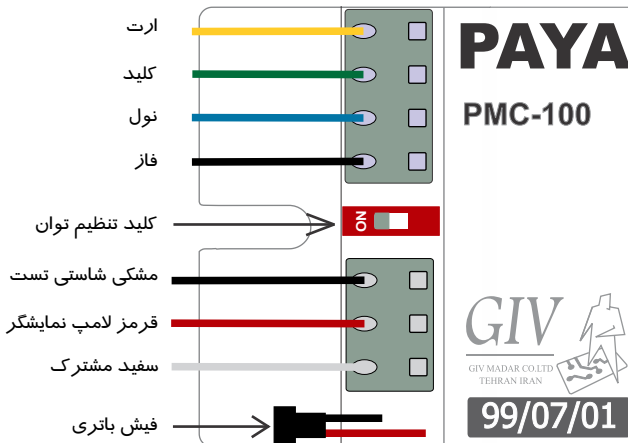 ارت
کلید
نول
فاز
کلید تنظیم توان
مشکی شاستی تست
قرمز لامپ نمایشگر
سفید مشترک
فیش باتری
ON
PAYA
PMC-100
GIV
GIV MADAR CO.LTD
TEHRAN IRAN
99/07/01